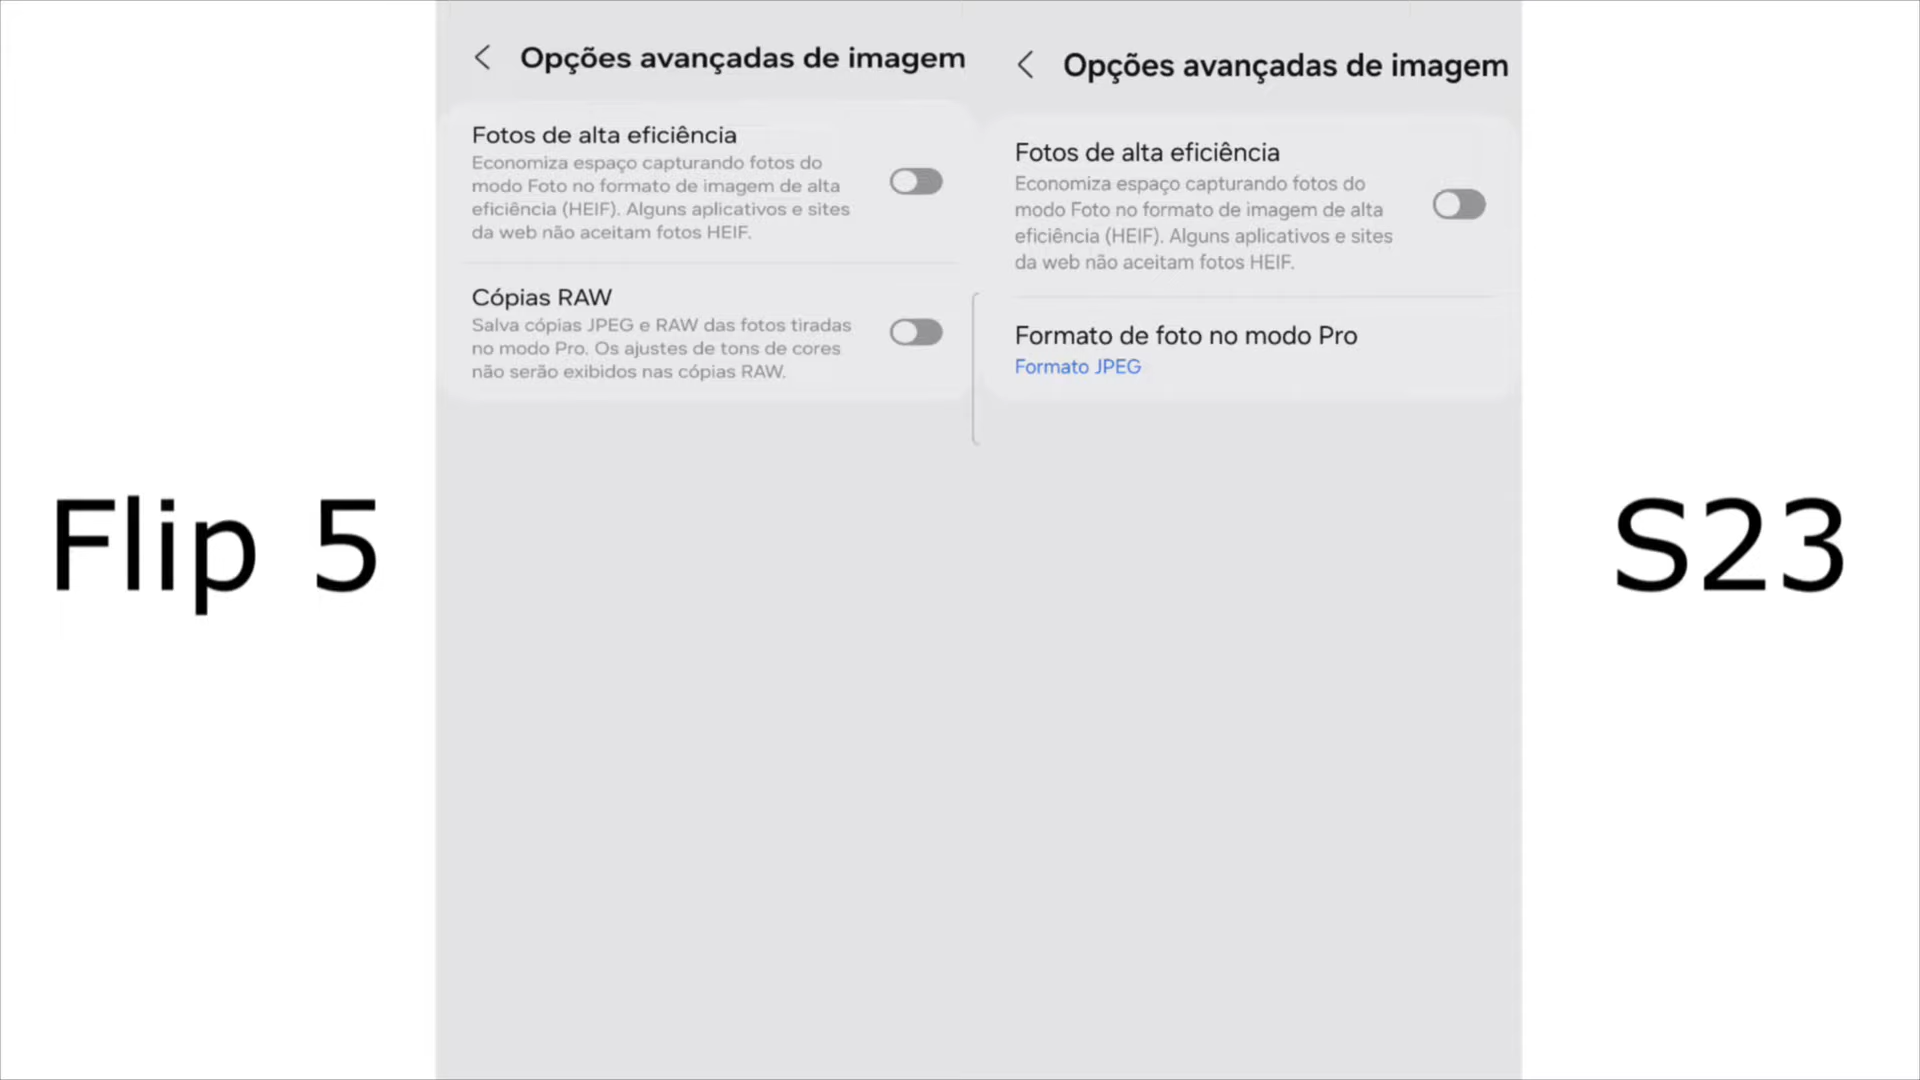 Flip 5
Opções avançadas de imagem
Fotos de alta eficiência
Economiza espaço capturando fotos do
modo Foto no formato de imagem de alta
eficiência (HEIF). Alguns aplicativos e sites
da web não aceitam fotos HEIF.
Cópias RAW
Salva cópias JPEG e RAW das fotos tiradas
no modo Pro. Os ajustes de tons de cores
não serão exibidos nas cópias RAW.
Opções avançadas de imagem
Fotos de alta eficiência
Economiza espaço capturando fotos do
modo Foto no formato de imagem de alta
eficiência (HEIF). Alguns aplicativos e sites
da web não aceitam fotos HEIF.
Formato de foto no modo Pro
Formato JPEG
S23